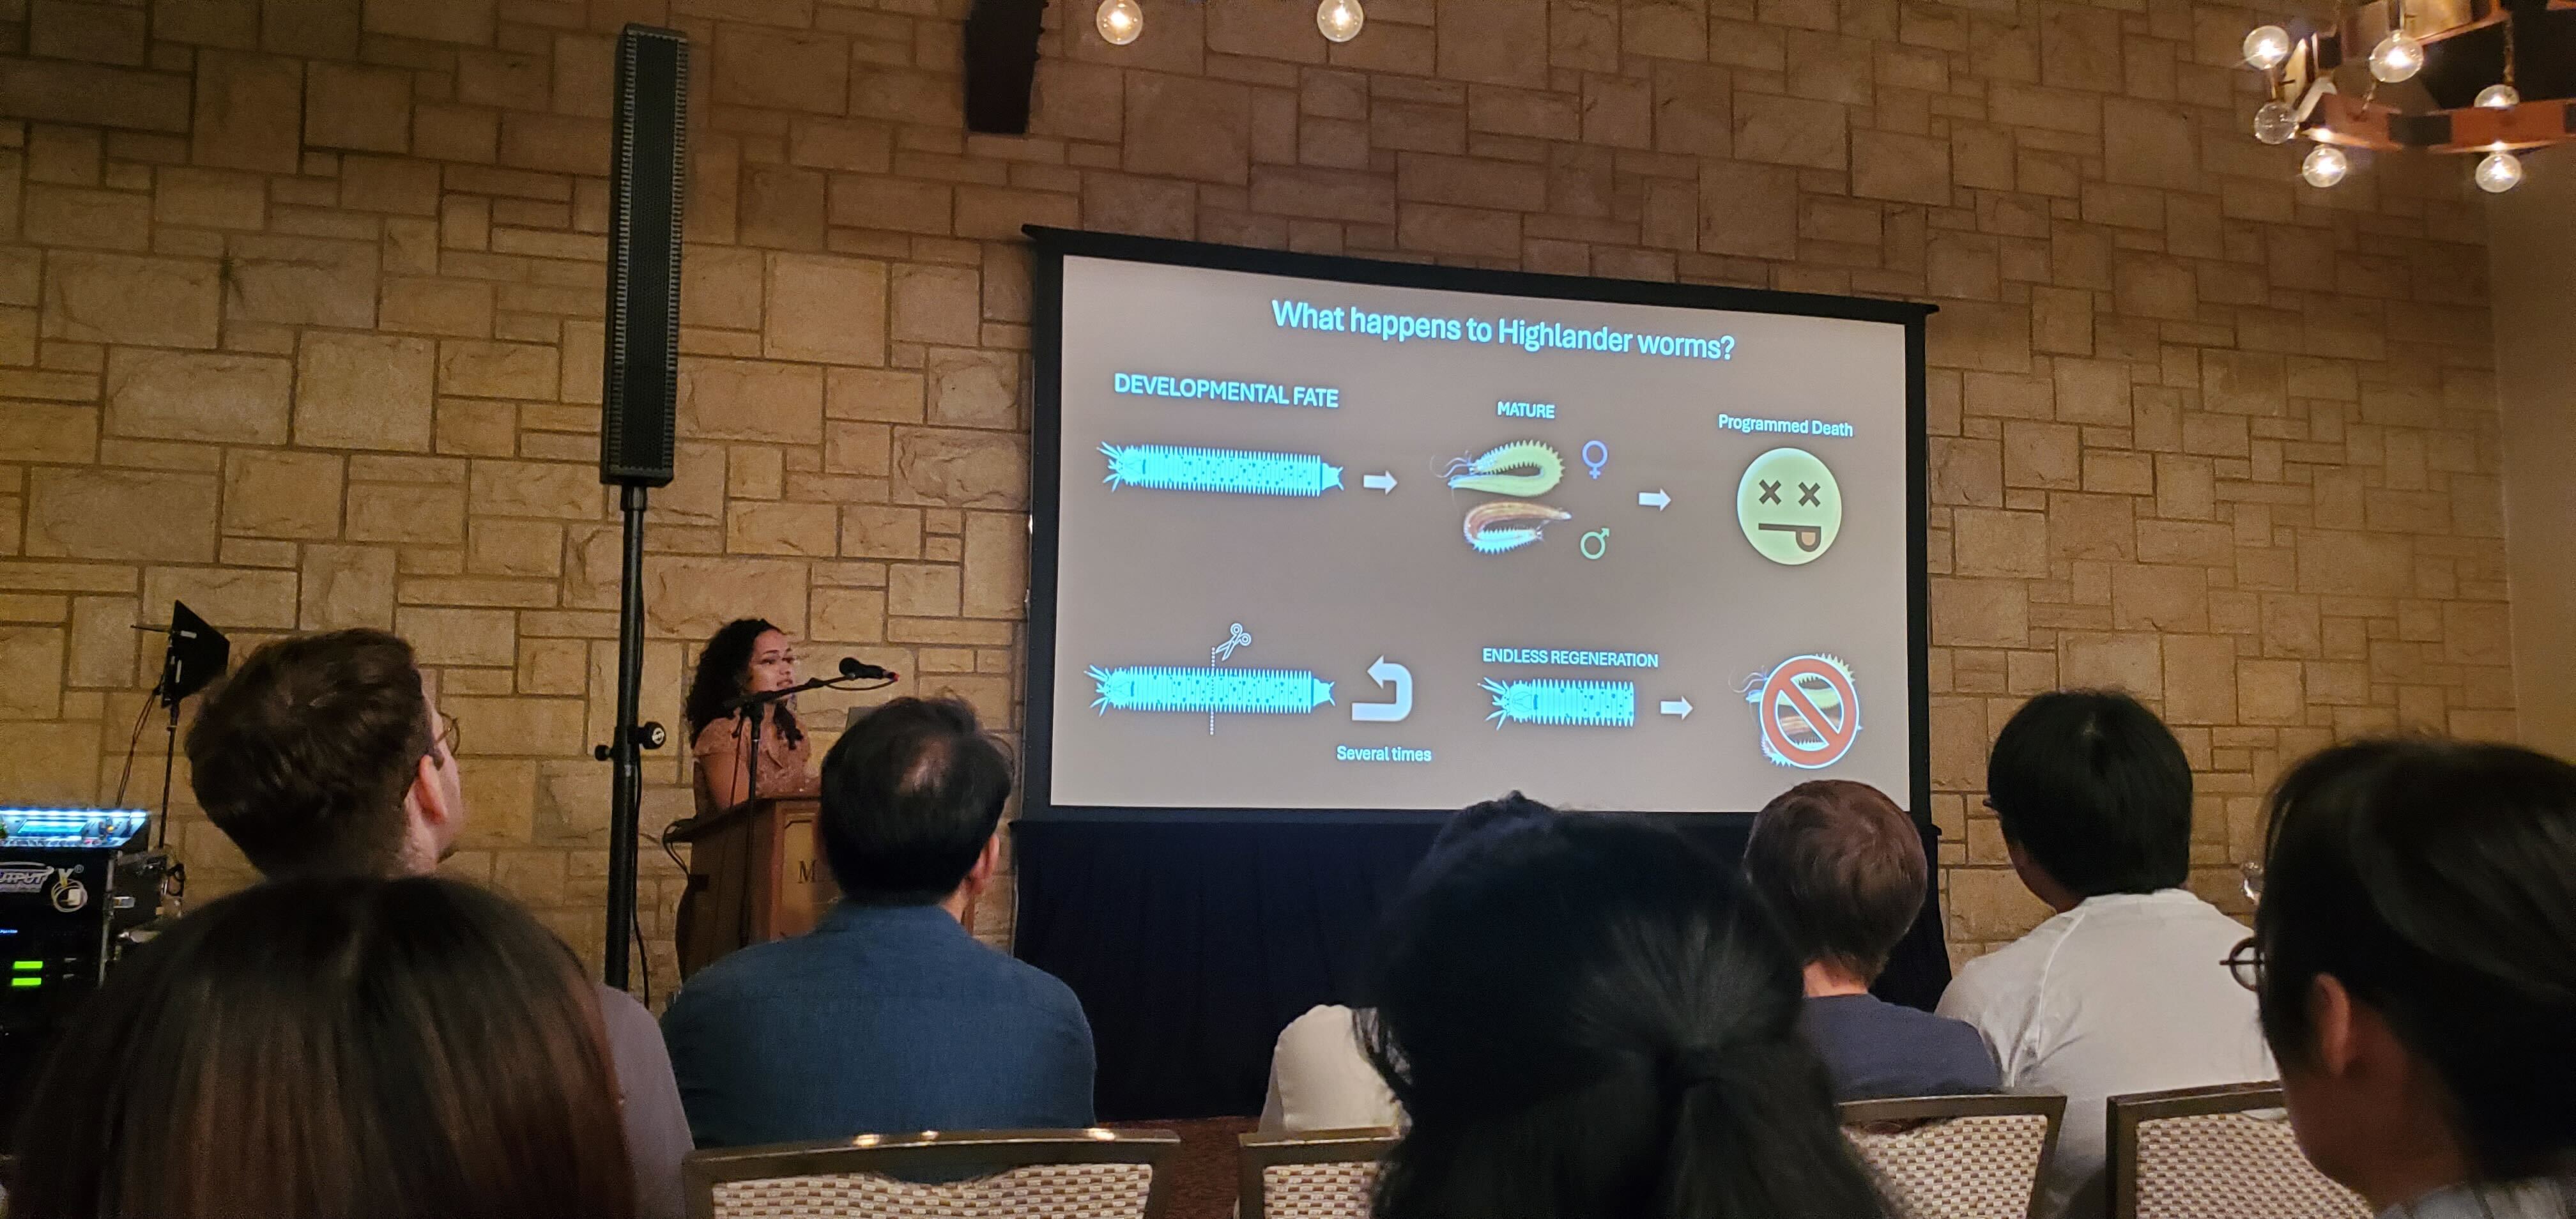 What happens to Highlander worms?
DEVELOPMENTAL FATE
MATURE
Programmed Death
ENDLESS REGENERATION
Several times
M